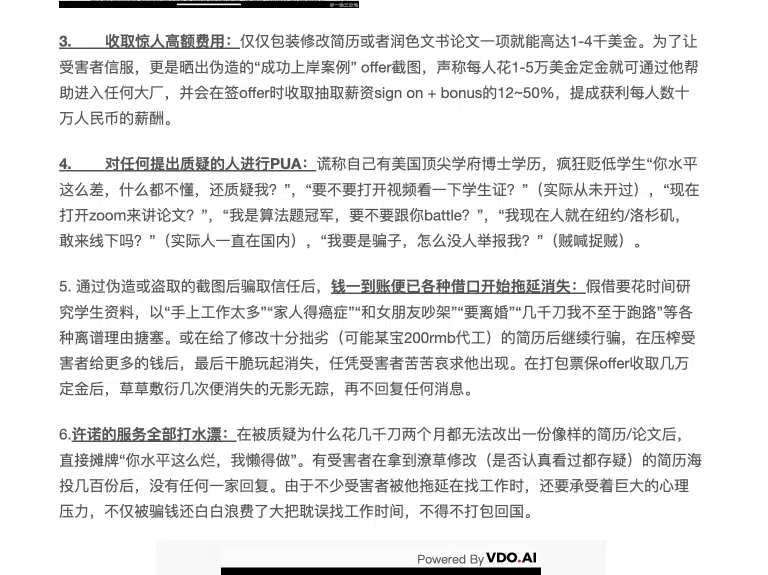 3. 收取惊人高额费用：仅仅包装修改简历或者润色文书论文一项就能高达1-4千美金。为了让
受害者信服，更是晒出伪造的“成功上岸案例” offer截图，声称每人花1-5万美金定金就可通过他帮
助进入任何大厂，并会在签offer时收取抽取薪资sign on + bonus的12~50%，提成获利每人数十
万人民币的薪酬。
4. 对任何提出质疑的人进行PUA：谎称自己有美国顶尖学府博士学历，疯狂贬低学生“你水平
这么差，什么都不懂，还质疑我？”，“要不要打开视频看一下学生证？”（实际从未开过），“现在
打开zoom来讲论文？”，“我是算法题冠军，要不要跟你battle？”，“我现在人就在纽约/洛杉矶，
敢来线下吗？”（实际人一直在国内），“我要是骗子，怎么没人举报我？”（贼喊捉贼）。
5. 通过伪造或盗取的截图后骗取信任后，钱一到账便已各种借口开始拖延消失：假借要花时间研
究学生资料，以“手上工作太多”“家人得癌症”“和女朋友吵架”“要离婚”“几千刀我不至于跑路”等各
种离谱理由搪塞。或在给了修改十分拙劣（可能某宝200rmb代工）的简历后继续行骗，在压榨受
害者给更多的钱后，最后干脆玩起消失，任凭受害者苦苦哀求他出现。在打包票保offer收取几万
定金后，草草敷衍几次便消失的无影无踪，再不回复任何消息。
6.许诺的服务全部打水漂：在被质疑为什么花几千刀两个月都无法改出一份像样的简历/论文后，
直接摊牌“你水平这么烂，我懒得做”。有受害者在拿到潦草修改（是否认真看过都存疑）的简历海
投几百份后，没有任何一家回复。由于不少受害者被他拖延在找工作时，还要承受着巨大的心理
压力，不仅被骗钱还白白浪费了大把耽误找工作时间，不得不打包回国。
Powered By VDO.AI